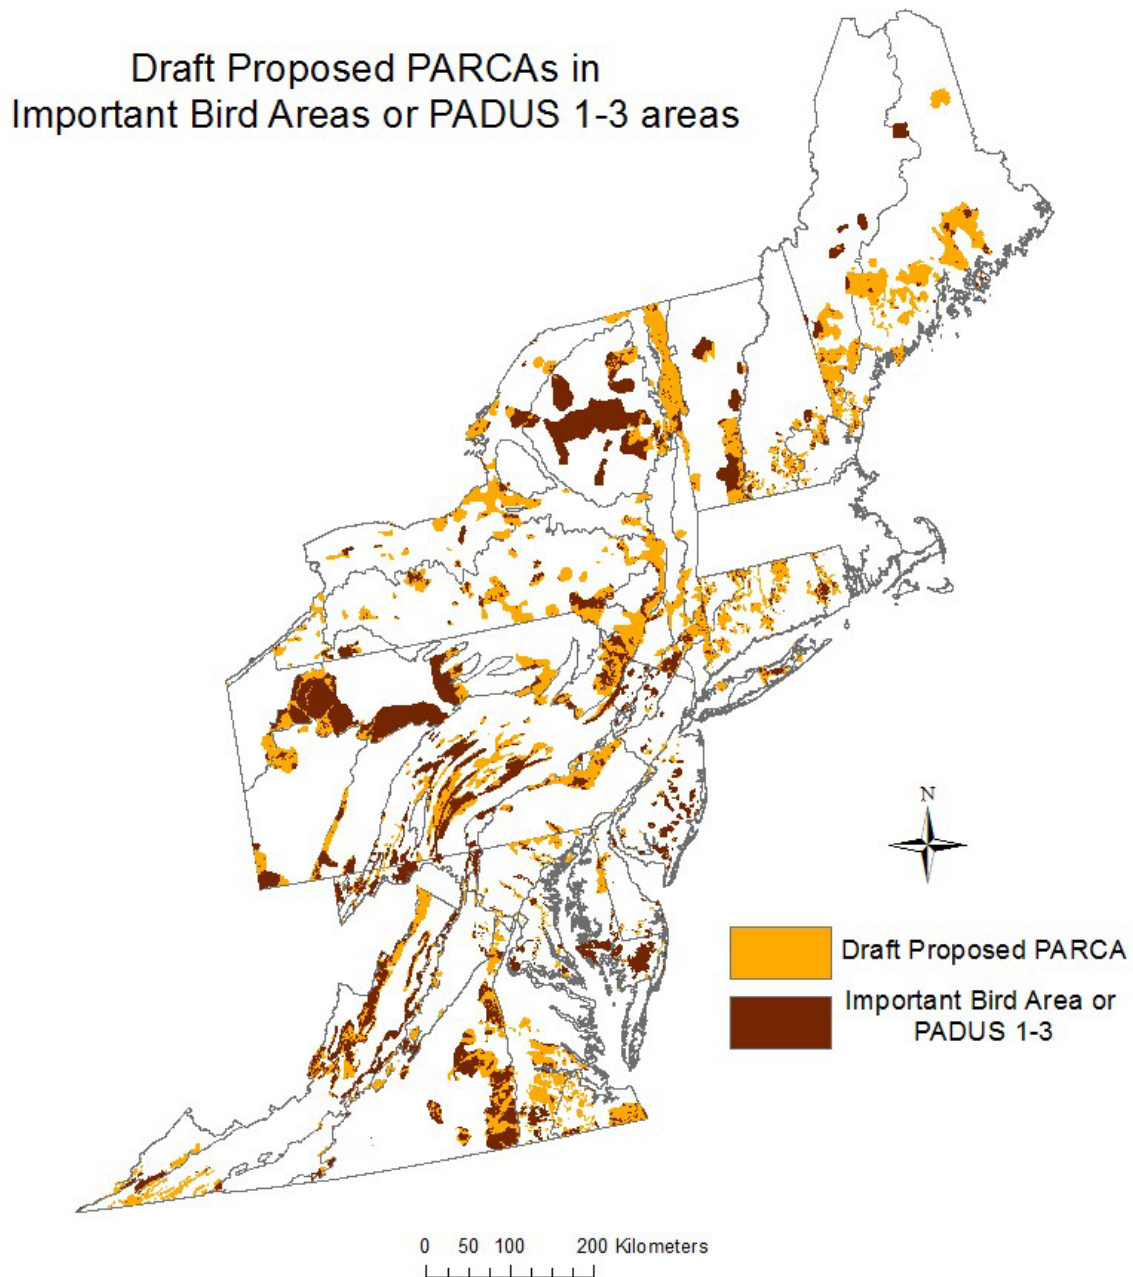 Draft Proposed PARCAs in
Important Bird Areas or PADUS 1-3 areas
N
Draft Proposed PARCA
Important Bird Area or
PADUS 1-3
0 50 100 200 Kilometers